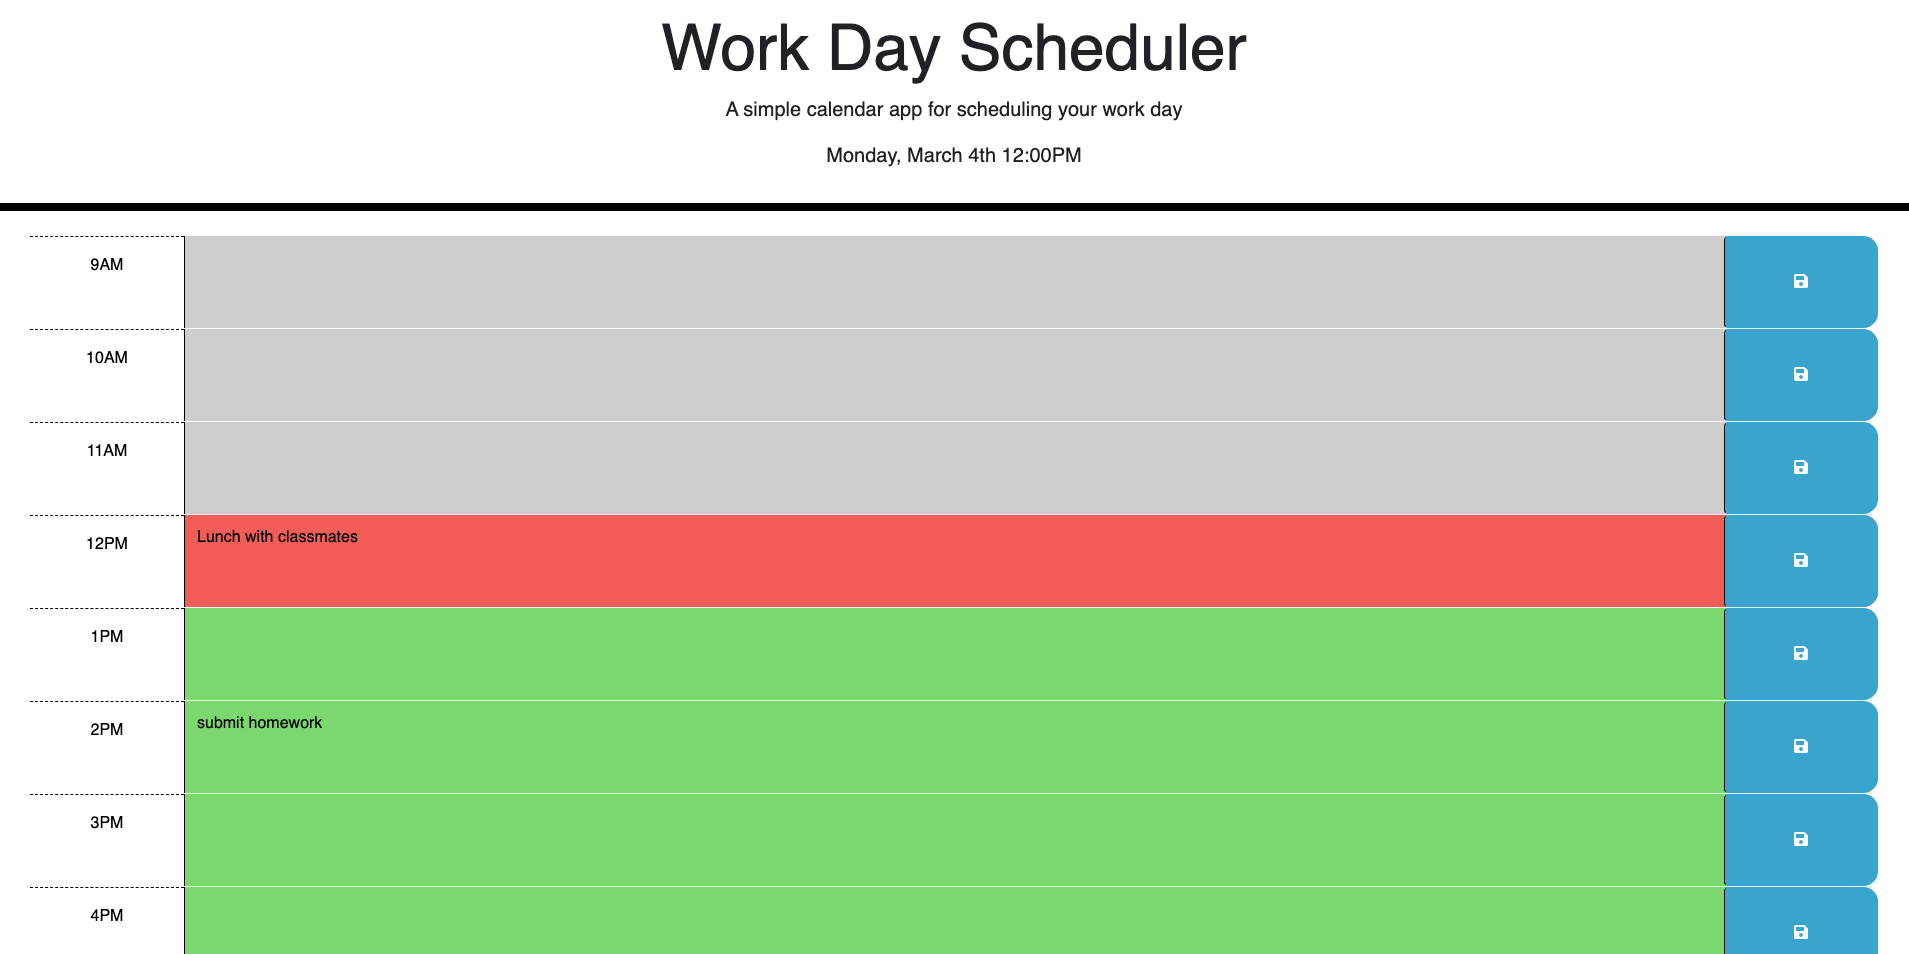 Work Day Scheduler
A simple calendar app for scheduling your work day
Monday, March 4th 12:00PM
9AM
10AM
11AM
12PM
Lunch with classmates
1PM
2PM
submit homework
3PM
4PM